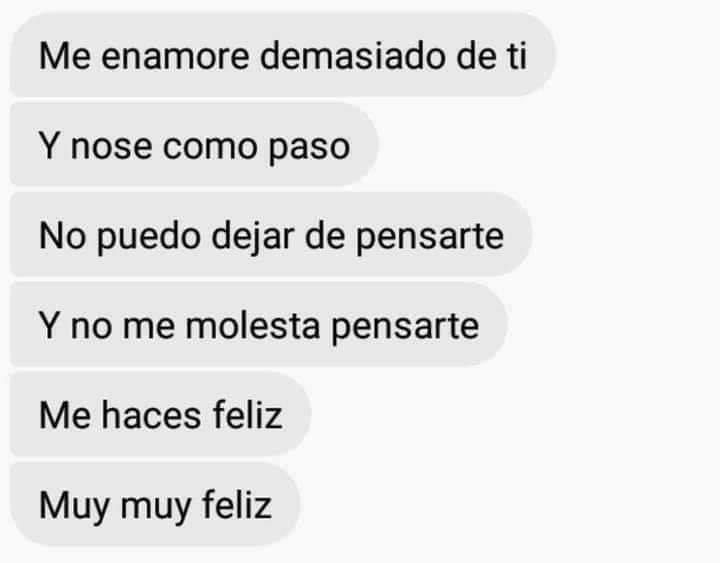 Me enamore demasiado de ti
Y nose como paso
No puedo dejar de pensarte
Y no me molesta pensarte
Me haces feliz
Muy muy feliz